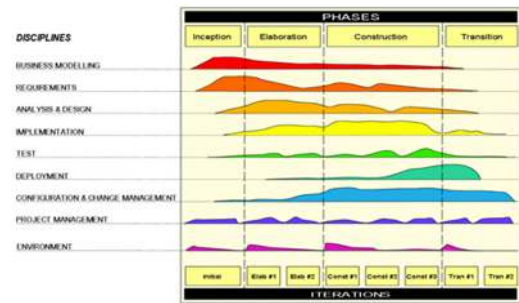 PHASES
DISCIPLINES
Inception Elaboration Construction Transition
BUSINESS MODELLING
REQUIREMENTS
ANALYSIS & DESIGN
IMPLEMENTATION
TEST
DEPLOYMENT
CONFIGURATION & CHANGE MANAGEMENT
PROJECT MANAGEMENT
ENVIRONMENT
Initial Elab #1 Elab #2 Const #1 Const #2 Const #3 Tran #1 Tran #2
ITERATIONS